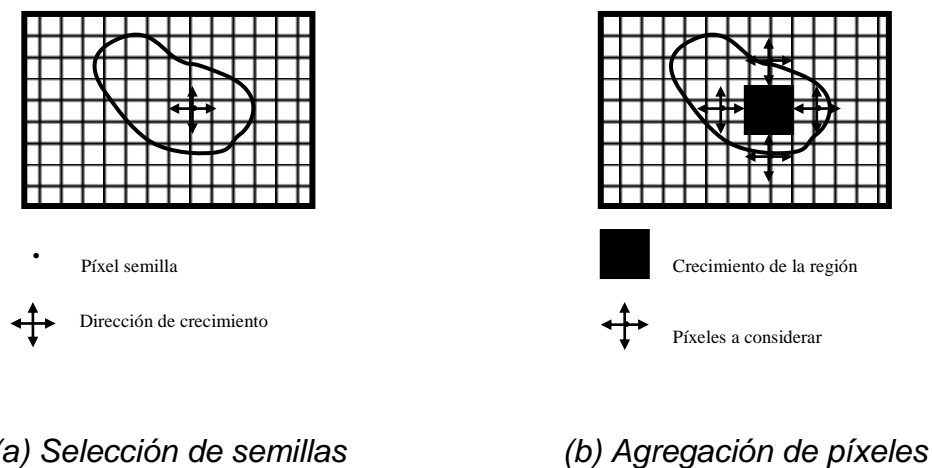 Píxel semilla
Dirección de crecimiento
Crecimiento de la región
Píxeles a considerar
(a) Selección de semillas
(b) Agregación de píxeles